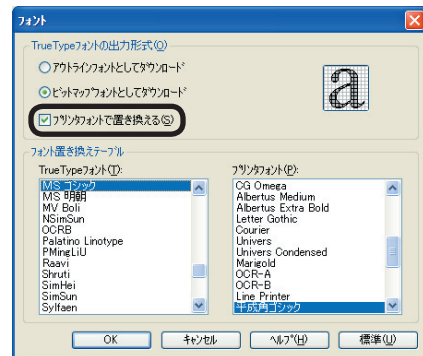 フォント
TrueTypeフォントの出力形式(O)
アウトラインフォントとしてダウンロード
ビットマップフォントとしてダウンロード
a
プリンタフォントで置き換える(S)
フォント置き換えテーブル
TrueTypeフォント(T):
MS ゴシック
MS 明朝
MV Boli
NSimSun
OCRB
Palatino Linotype
PMingLiU
Raavi
Shruti
SimHei
SimSun
Sylfaen
プリンタフォント(P):
CG Omega
Albertus Medium
Albertus Extra Bold
Letter Gothic
Courier
Univers
Univers Condensed
Marigold
OCR-A
OCR-B
Line Printer
平成角ゴシック
OK
キャンセル
ヘルプ(H)
標準(U)